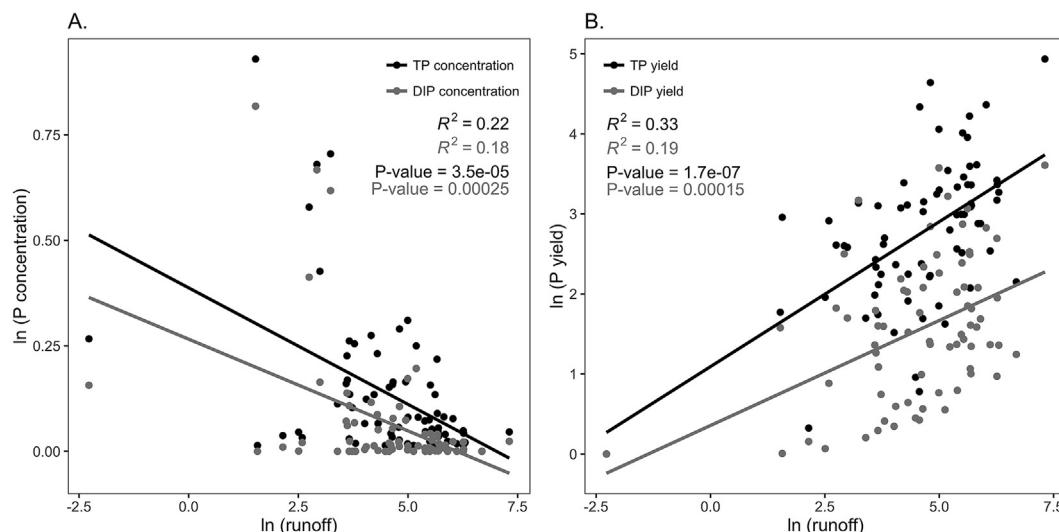 A.
TP concentration
DIP concentration
R² = 0.22
R² = 0.18
P-value = 3.5e-05
P-value = 0.00025
ln (P concentration)
0.75
0.50
0.25
0.00
-2.5 0.0 2.5 5.0 7.5
ln (runoff)
B.
TP yield
DIP yield
R² = 0.33
R² = 0.19
P-value = 1.7e-07
P-value = 0.00015
ln (P yield)
5
4
3
2
1
0
-2.5 0.0 2.5 5.0 7.5
ln (runoff)